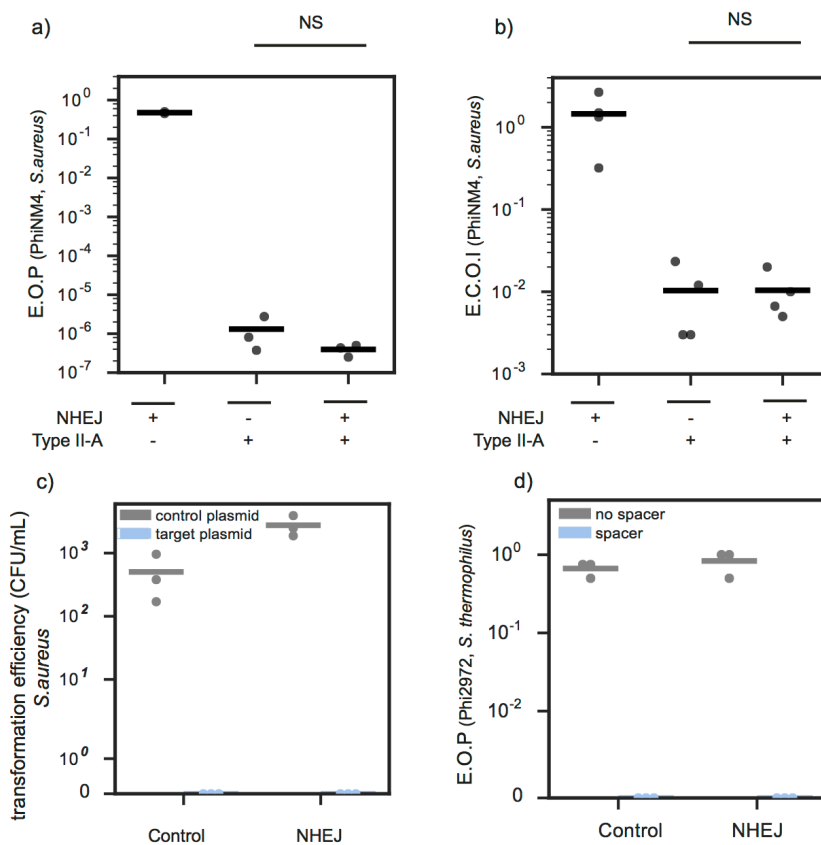 a)
NS
E.O.P (PhiNM4, S.aureus)
10^0
10^-1
10^-2
10^-3
10^-4
10^-5
10^-6
10^-7
NHEJ + - +
Type II-A - + +
b)
NS
E.C.O.I (PhiNM4, S.aureus)
10^0
10^-1
10^-2
10^-3
NHEJ + - +
Type II-A - + +
c)
control plasmid
target plasmid
transformation efficiency (CFU/mL)
S.aureus
10^3
10^2
10^1
10^0
0
Control NHEJ
d)
no spacer
spacer
E.O.P (Phi2972, S. thermophilus)
10^0
10^-1
10^-2
0
Control NHEJ